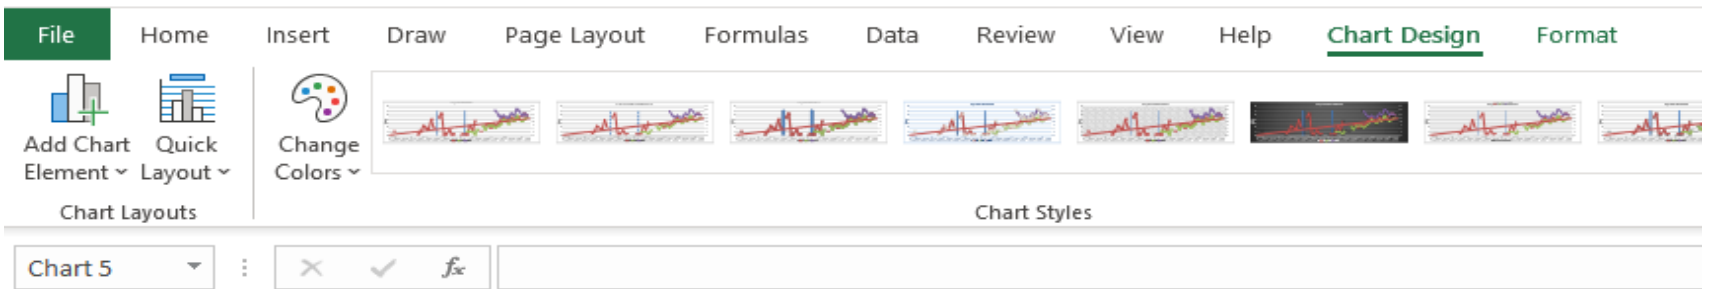 File Home Insert Draw Page Layout Formulas Data Review View Help Chart Design Format
Add Chart Element
Quick Layout
Change Colors
Chart Layouts
Chart Styles
Chart 5
fx